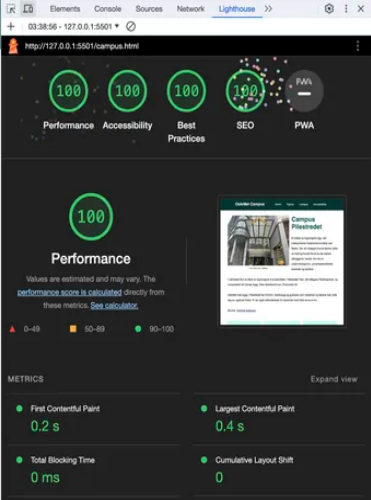 Elements Console Sources Network Lighthouse
03:38:56 - 127.0.0.1:5501
http://127.0.0.1:5501/campus.html
100 100 100 100 PWA
Performance Accessibility Best Practices SEO PWA
100
Performance
Values are estimated and may vary. The
performance score is calculated directly from
these metrics. See calculator.
0–49 50–89 90–100
OsloMet Campus
Campus
Pilestredet
METRICS Expand view
First Contentful Paint Largest Contentful Paint
0.2 s 0.4 s
Total Blocking Time Cumulative Layout Shift
0 ms 0